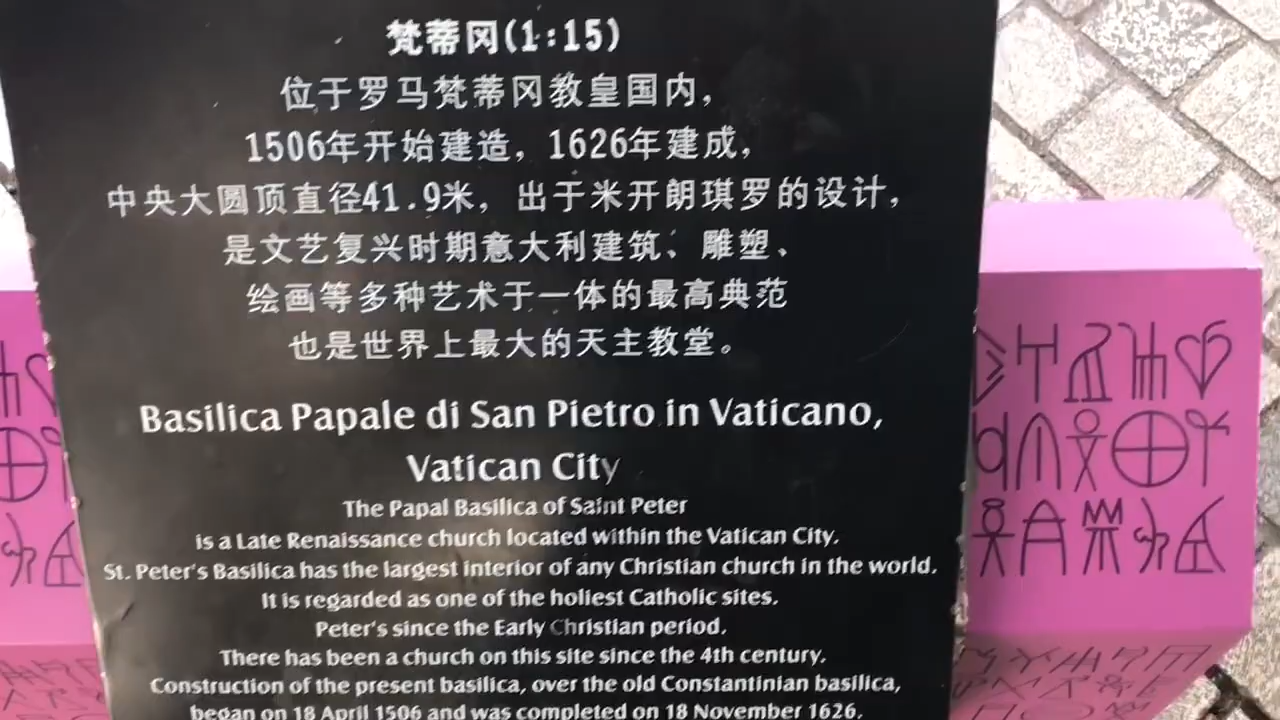 梵蒂冈(1:15)
位于罗马梵蒂冈教皇国内，
1506年开始建造，1626年建成，
中央大圆顶直径41.9米，出于米开朗琪罗的设计，
是文艺复兴时期意大利建筑、雕塑、
绘画等多种艺术于一体的最高典范
也是世界上最大的天主教堂。
Basilica Papale di San Pietro in Vaticano,
Vatican City
The Papal Basilica of Saint Peter
is a Late Renaissance church located within the Vatican City.
St. Peter's Basilica has the largest interior of any Christian church in the world.
It is regarded as one of the holiest Catholic sites.
Peter's since the Early Christian period.
There has been a church on this site since the 4th century.
Construction of the present basilica, over the old Constantinian basilica,
began on 18 April 1506 and was completed on 18 November 1626.